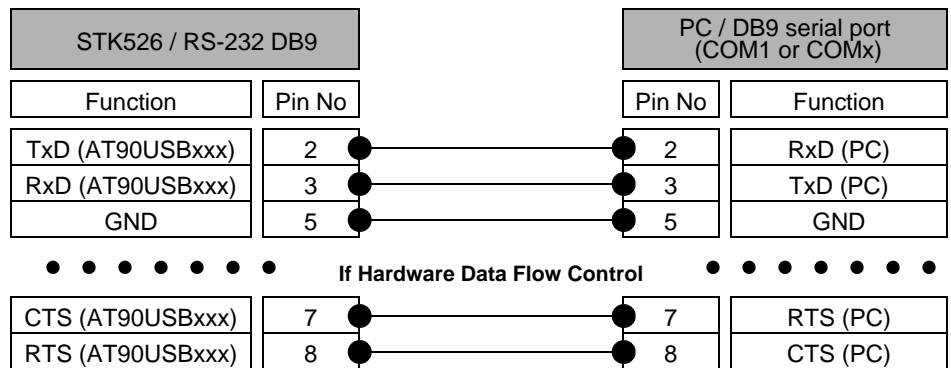 STK526 / RS-232 DB9
PC / DB9 serial port
(COM1 or COMx)
Function Pin No Pin No Function
TxD (AT90USBxxx) 2 2 RxD (PC)
RxD (AT90USBxxx) 3 3 TxD (PC)
GND 5 5 GND
If Hardware Data Flow Control
CTS (AT90USBxxx) 7 7 RTS (PC)
RTS (AT90USBxxx) 8 8 CTS (PC)